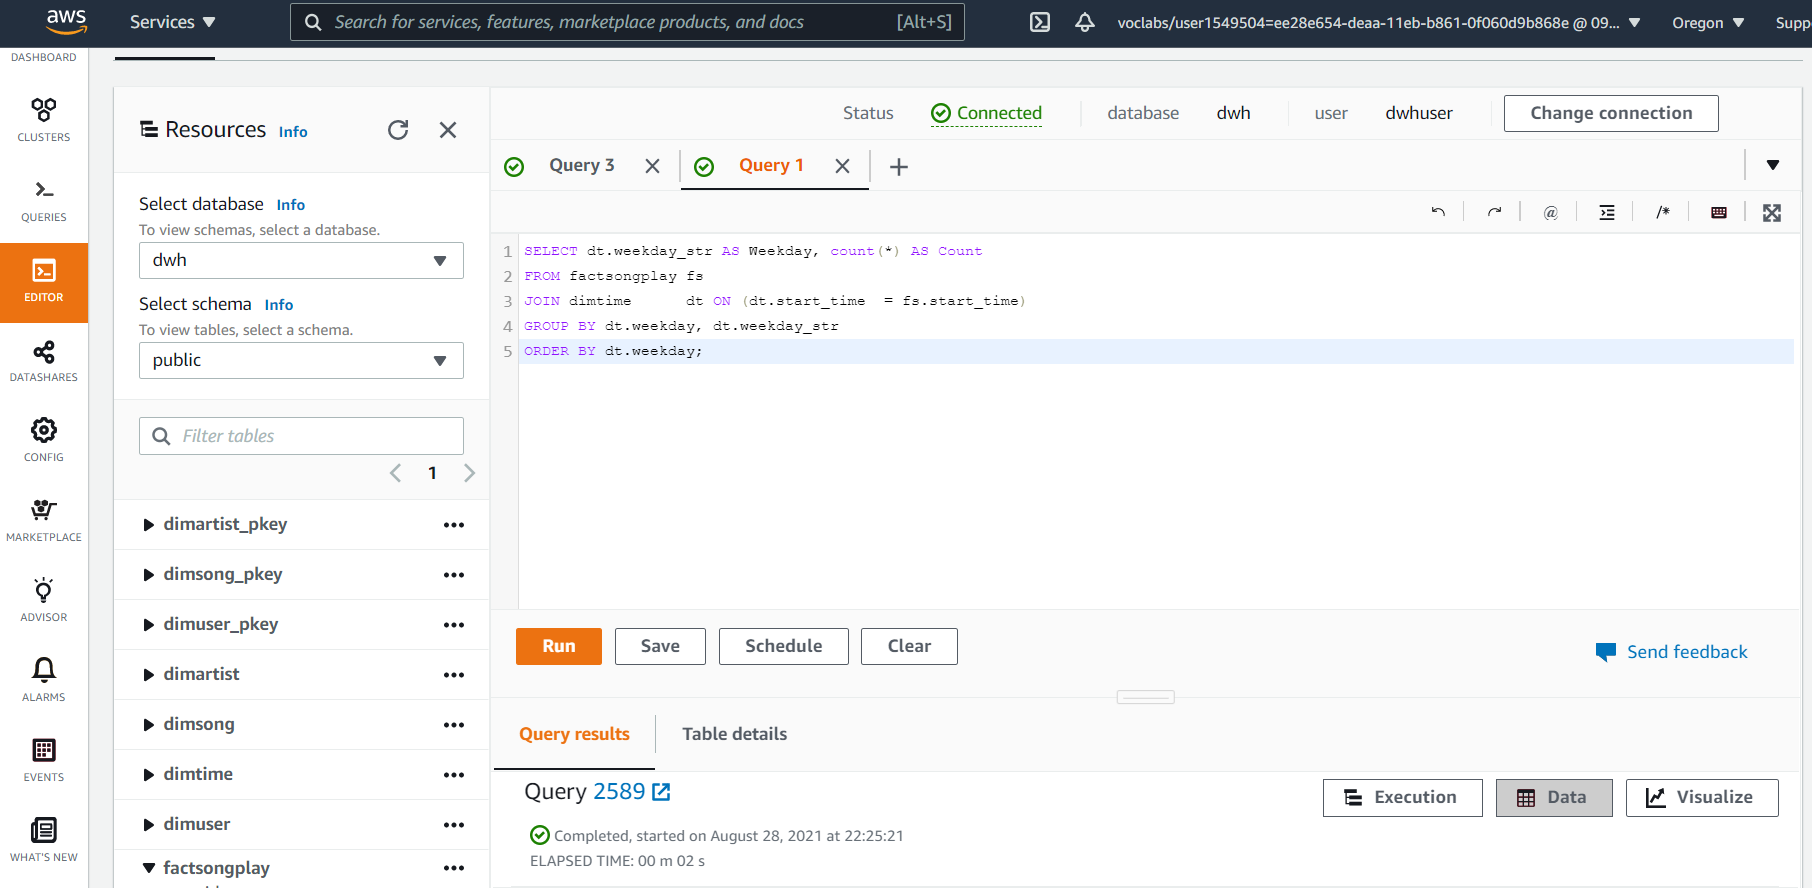 aws
Services
Search for services, features, marketplace products, and docs
[Alt+S]
voclabs/user1549504=ee28e654-deaa-11eb-b861-0f060d9b868e @ 09...
Oregon
Supp
DASHBOARD
CLUSTERS
QUERIES
EDITOR
DATASHARES
CONFIG
MARKETPLACE
ADVISOR
ALARMS
EVENTS
WHAT'S NEW
Resources Info
Select database Info
To view schemas, select a database.
dwh
Select schema Info
To view tables, select a schema.
public
Filter tables
1
dimartist_pkey
dimsong_pkey
dimuser_pkey
dimartist
dimsong
dimtime
dimuser
factsongplay
Status Connected database dwh user dwhuser Change connection
Query 3 Query 1
@ /*
1 SELECT dt.weekday_str AS Weekday, count(*) AS Count
2 FROM factsongplay fs
3 JOIN dimtime      dt ON (dt.start_time  = fs.start_time)
4 GROUP BY dt.weekday, dt.weekday_str
5 ORDER BY dt.weekday;
Run Save Schedule Clear
Send feedback
Query results Table details
Query 2589
Execution Data Visualize
Completed, started on August 28, 2021 at 22:25:21
ELAPSED TIME: 00 m 02 s